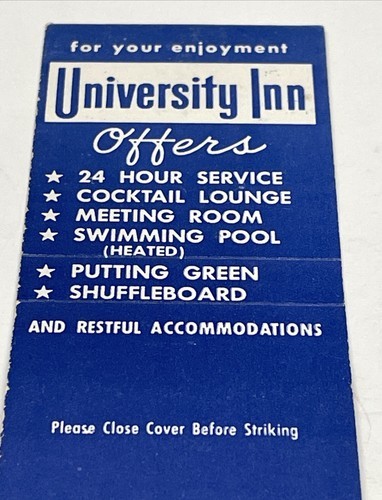 for your enjoyment
University Inn
Offers
★ 24 HOUR SERVICE
★ COCKTAIL LOUNGE
★ MEETING ROOM
★ SWIMMING POOL
(HEATED)
★ PUTTING GREEN
★ SHUFFLEBOARD
AND RESTFUL ACCOMMODATIONS
Please Close Cover Before Striking